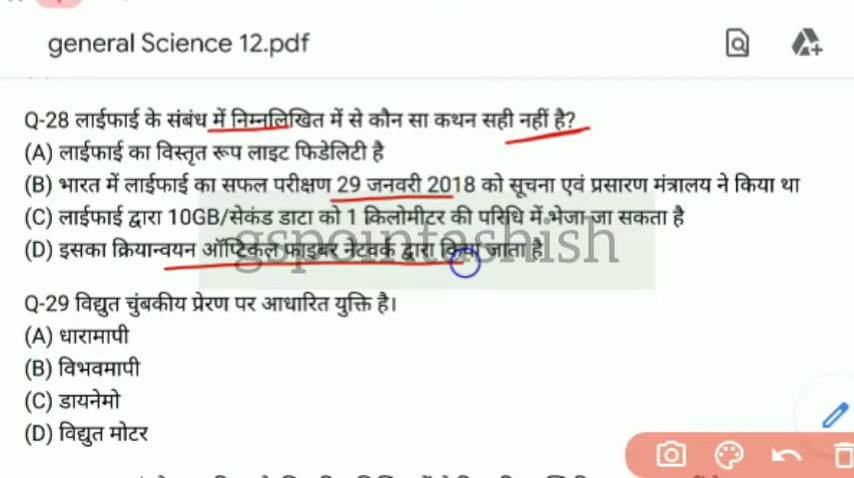 general Science 12.pdf
Q-28 लाईफाई के संबंध में निम्नलिखित में से कौन सा कथन सही नहीं है?
(A) लाईफाई का विस्तृत रूप लाइट फिडेलिटी है
(B) भारत में लाईफाई का सफल परीक्षण 29 जनवरी 2018 को सूचना एवं प्रसारण मंत्रालय ने किया था
(C) लाईफाई द्वारा 10GB/सेकंड डाटा को 1 किलोमीटर की परिधि में भेजा जा सकता है
(D) इसका क्रियान्वयन ऑप्टिकल फाइबर नेटवर्क द्वारा किया जाता है
gspointashish
Q-29 विद्युत चुंबकीय प्रेरण पर आधारित युक्ति है।
(A) धारामापी
(B) विभवमापी
(C) डायनेमो
(D) विद्युत मोटर